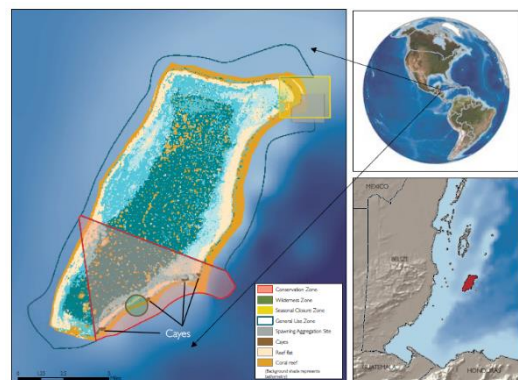 Cayes
Conservation Zone
Wilderness Zone
Seasonal Closure Zone
General Use Zone
Spawning Aggregation Site
Cayes
Reef flat
Coral reef
(Background shade represents
bathymetry)
MEXICO
BELIZE
GUATEMALA
HONDURAS